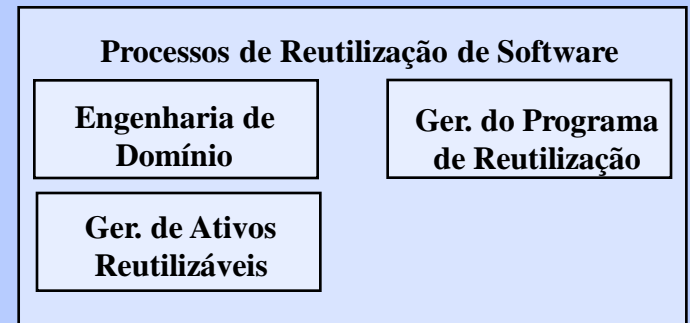 Processos de Reutilização de Software
Engenharia de
Domínio
Ger. do Programa
de Reutilização
Ger. de Ativos
Reutilizáveis